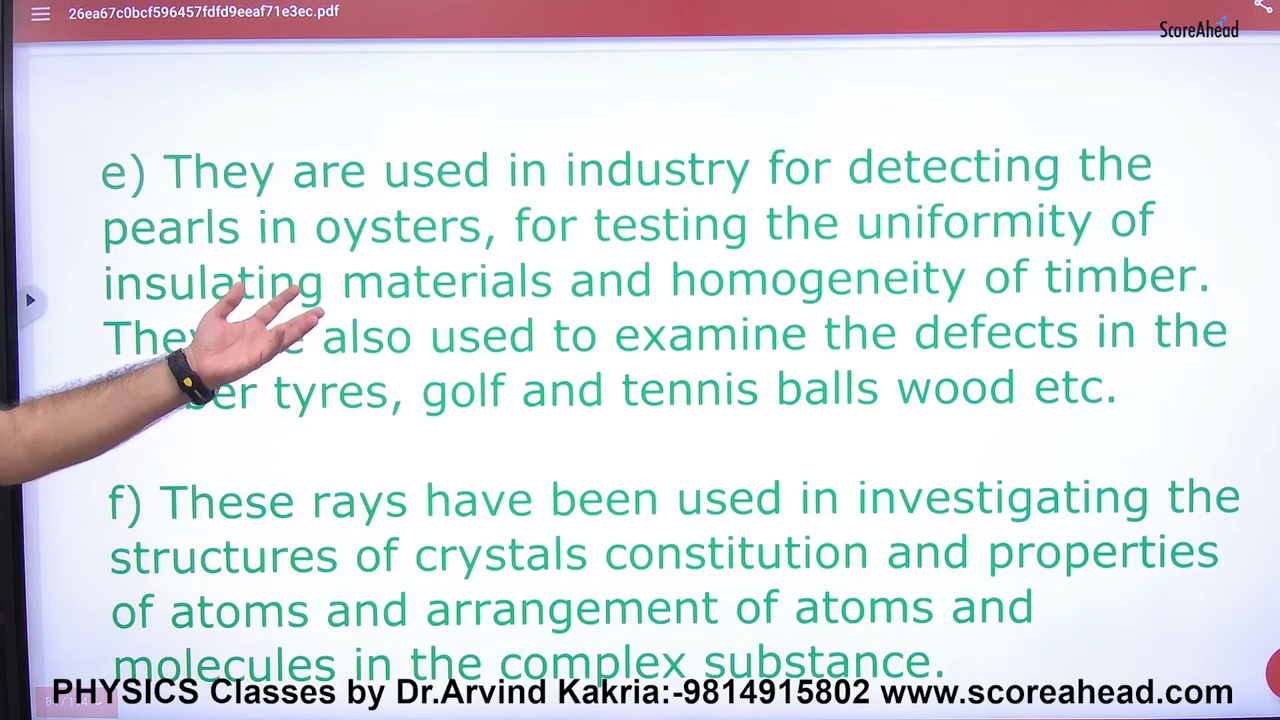 26ea67c0bcf596457fdfd9eeaf71e3ec.pdf
ScoreAhead
e) They are used in industry for detecting the
pearls in oysters, for testing the uniformity of
insulating materials and homogeneity of timber.
They also used to examine the defects in the
tyres, golf and tennis balls wood etc.
f) These rays have been used in investigating the
structures of crystals constitution and properties
of atoms and arrangement of atoms and
molecules in the complex substance.
PHYSICS Classes by Dr.Arvind Kakria:-9814915802 www.scoreahead.com